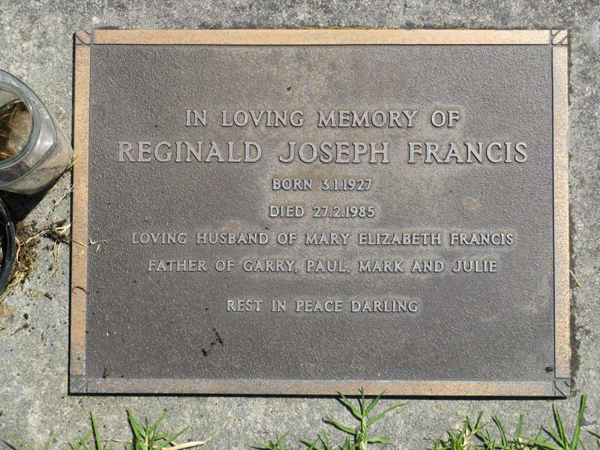 IN LOVING MEMORY OF
REGINALD JOSEPH FRANCIS
BORN 3.1.1927
DIED 27.2.1985
LOVING HUSBAND OF MARY ELIZABETH FRANCIS
FATHER OF GARRY, PAUL, MARK AND JULIE
REST IN PEACE DARLING